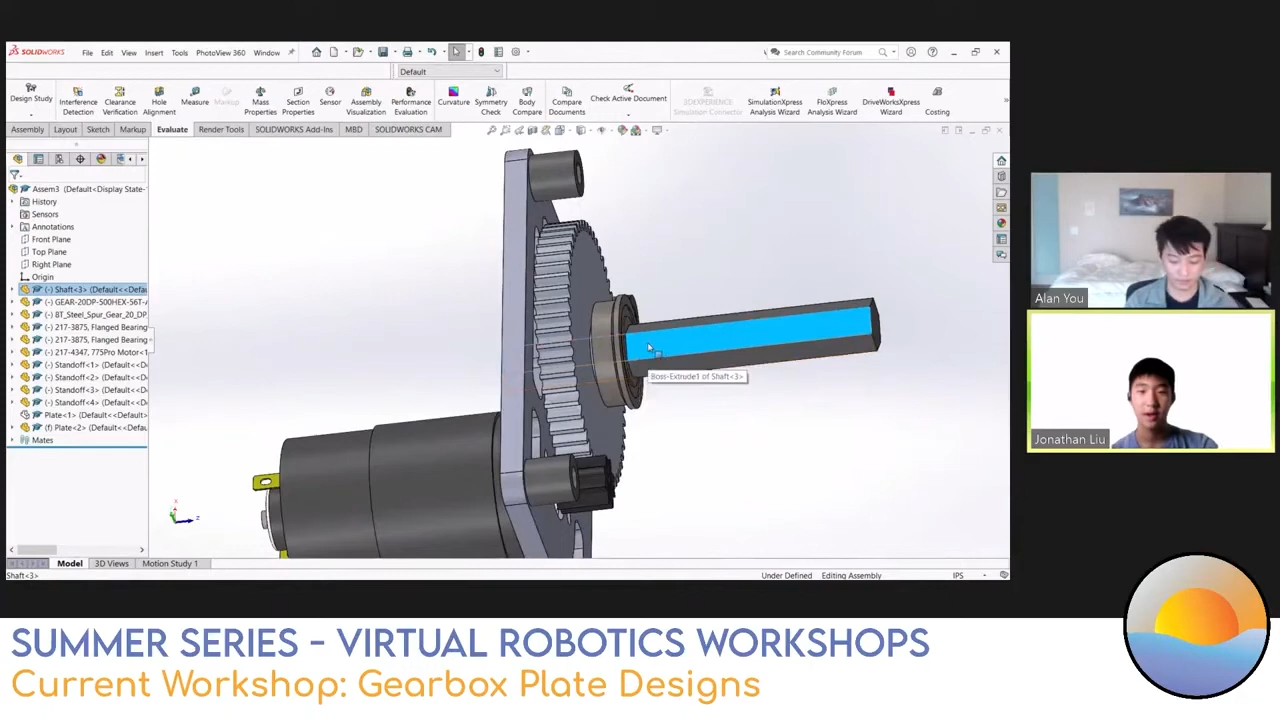 SOLIDWORKS File Edit View Insert Tools PhotoView 360 Window Search Community Forum
Default
Design Study
Interference Detection
Clearance Verification
Hole Alignment
Measure
Markup
Mass Properties
Section Properties
Sensor
Assembly Visualization
Performance Evaluation
Curvature
Symmetry Check
Body Compare
Compare Documents
Check Active Document
3DEXPERIENCE Simulation Connector
SimulationXpress Analysis Wizard
FloXpress Analysis Wizard
DriveWorksXpress Wizard
Costing
Assembly Layout Sketch Markup Evaluate Render Tools SOLIDWORKS Add-Ins MBD SOLIDWORKS CAM
Assem3 (Default<Display State-
History
Sensors
Annotations
Front Plane
Top Plane
Right Plane
Origin
(-) Shaft<3> (Default<<Defau
(-) GEAR-20DP-500HEX-56T-
(-) 8T_Steel_Spur_Gear_20_DP
(-) 217-3875, Flanged Bearing
(-) 217-3875, Flanged Bearing
(-) 217-4347, 775Pro Motor<1
(-) Standoff<1> (Default<<De
(-) Standoff<2> (Default<<De
(-) Standoff<3> (Default<<De
(-) Standoff<4> (Default<<De
Plate<1> (Default<<Default>
(f) Plate<2> (Default<<Defau
Mates
Boss-Extrude1 of Shaft<3>
x
z
Model 3D Views Motion Study 1
Shaft<3> Under Defined Editing Assembly IPS
Alan You
Jonathan Liu
SUMMER SERIES - VIRTUAL ROBOTICS WORKSHOPS
Current Workshop: Gearbox Plate Designs